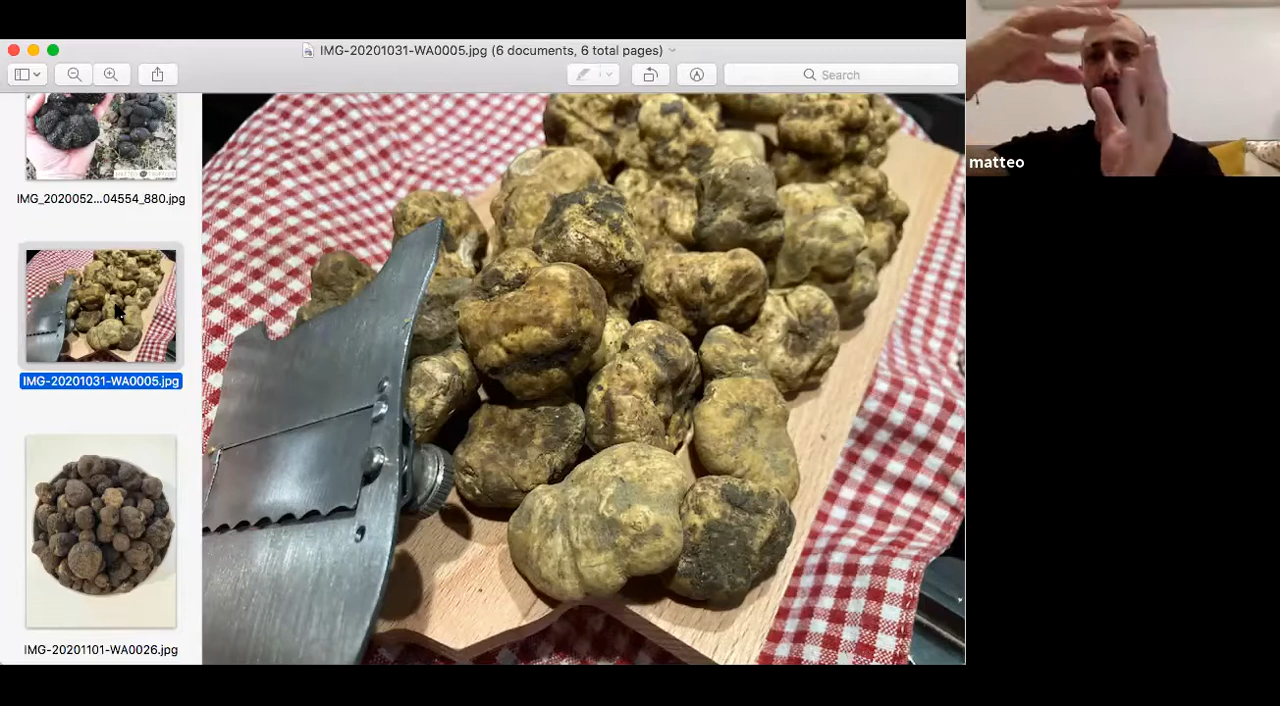 IMG-20201031-WA0005.jpg (6 documents, 6 total pages)
Search
IMG_2020052...04554_880.jpg
IMG-20201031-WA0005.jpg
IMG-20201101-WA0026.jpg
matteo